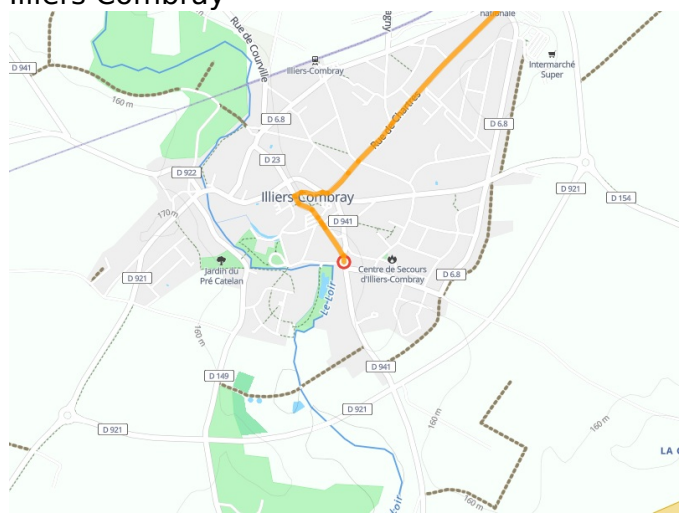 Illiers-Combray
nationale
D 941
160 m
Rue de Courville
agny
Illiers-Combray
Intermarché
Super
Rue de Chartres
D 6.8
D 6.8
D 23
D 922
Illiers-Combray
D 921
D 154
170 m
D 941
Jardin du
Pré Catelan
Centre de Secours
d'Illiers-Combray
D 6.8
D 921
Le Loir
160 m
D 149
D 941
D 921
D 921
160 m
160 m
LA
Loir